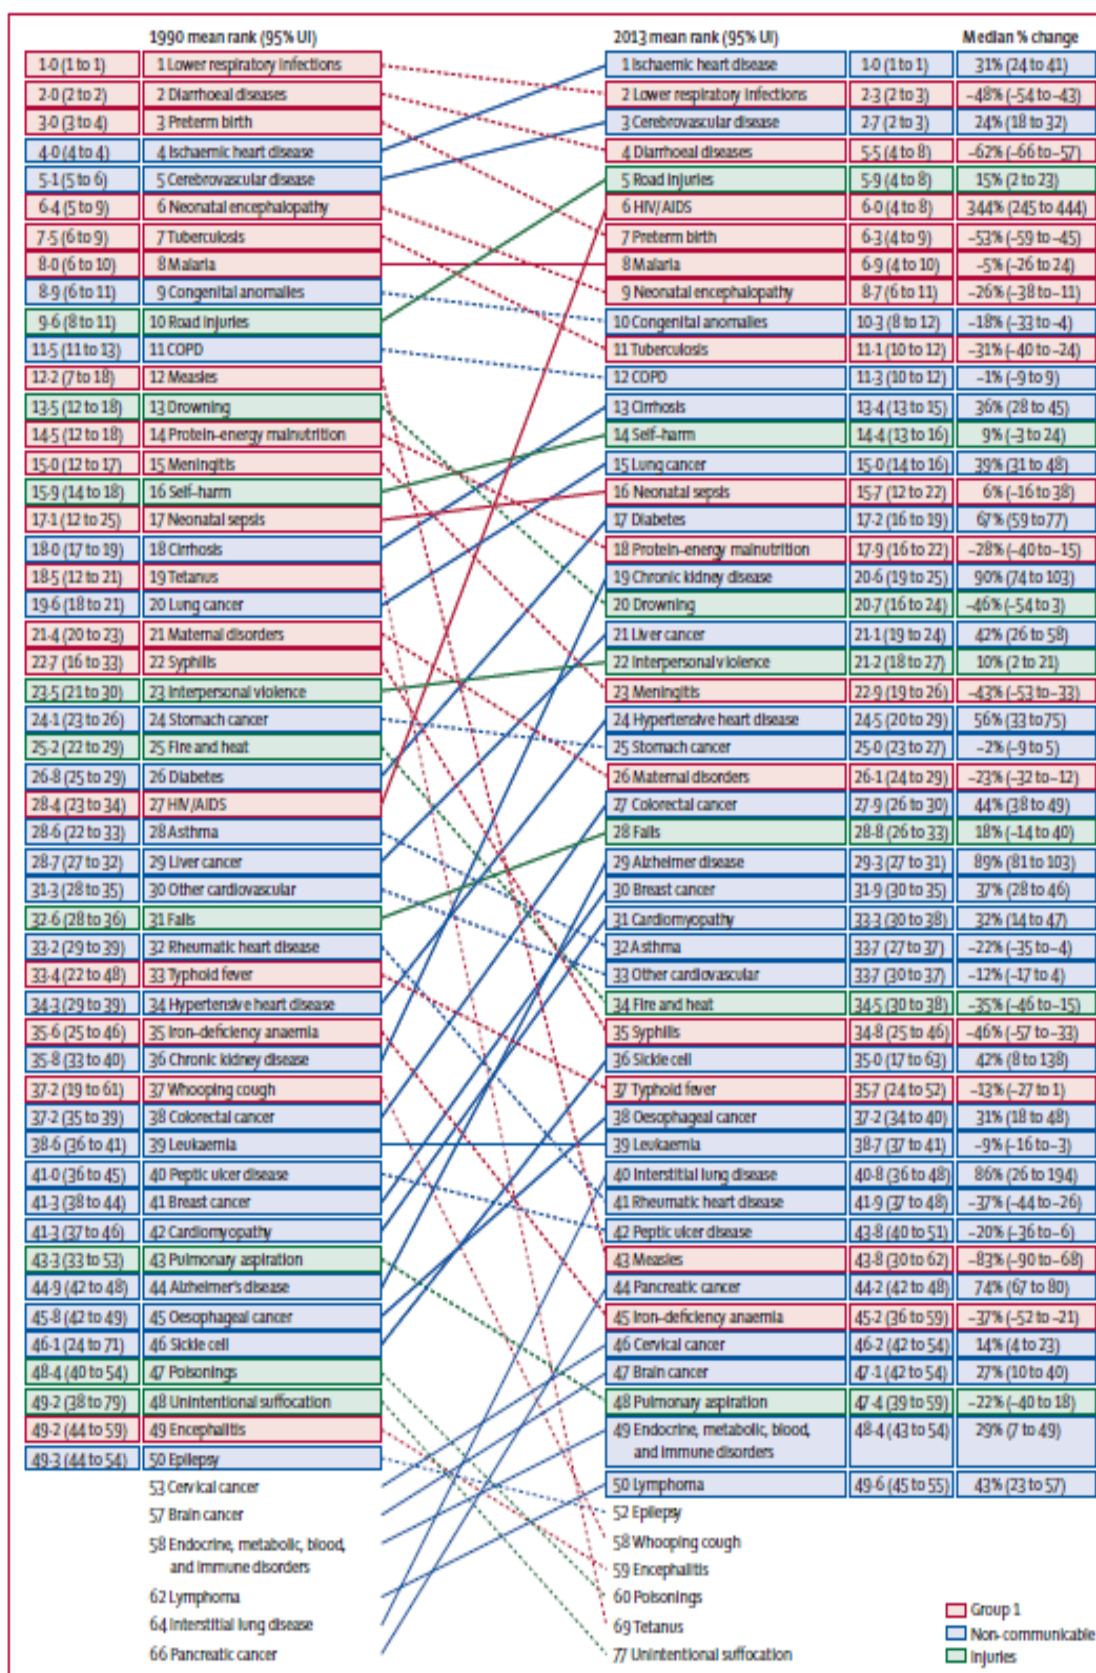 1990 mean rank (95% UI)
2013 mean rank (95% UI) Median % change
1·0 (1 to 1) 1 Lower respiratory infections
2·0 (2 to 2) 2 Diarrhoeal diseases
3·0 (3 to 4) 3 Preterm birth
4·0 (4 to 4) 4 Ischaemic heart disease
5·1 (5 to 6) 5 Cerebrovascular disease
6·4 (5 to 9) 6 Neonatal encephalopathy
7·5 (6 to 9) 7 Tuberculosis
8·0 (6 to 10) 8 Malaria
8·9 (6 to 11) 9 Congenital anomalies
9·6 (8 to 11) 10 Road injuries
11·5 (11 to 13) 11 COPD
12·2 (7 to 18) 12 Measles
13·5 (12 to 18) 13 Drowning
14·5 (12 to 18) 14 Protein–energy malnutrition
15·0 (12 to 17) 15 Meningitis
15·9 (14 to 18) 16 Self-harm
17·1 (12 to 25) 17 Neonatal sepsis
18·0 (17 to 19) 18 Cirrhosis
18·5 (12 to 21) 19 Tetanus
19·6 (18 to 21) 20 Lung cancer
21·4 (20 to 23) 21 Maternal disorders
22·7 (16 to 33) 22 Syphilis
23·5 (21 to 30) 23 Interpersonal violence
24·1 (23 to 26) 24 Stomach cancer
25·2 (22 to 29) 25 Fire and heat
26·8 (25 to 29) 26 Diabetes
28·4 (23 to 34) 27 HIV/AIDS
28·6 (22 to 33) 28 Asthma
28·7 (27 to 32) 29 Liver cancer
31·3 (28 to 35) 30 Other cardiovascular
32·6 (28 to 36) 31 Falls
33·2 (29 to 39) 32 Rheumatic heart disease
33·4 (22 to 48) 33 Typhoid fever
34·3 (29 to 39) 34 Hypertensive heart disease
35·6 (25 to 46) 35 Iron-deficiency anaemia
35·8 (33 to 40) 36 Chronic kidney disease
37·2 (19 to 61) 37 Whooping cough
37·2 (35 to 39) 38 Colorectal cancer
38·6 (36 to 41) 39 Leukaemia
41·0 (36 to 45) 40 Peptic ulcer disease
41·3 (38 to 44) 41 Breast cancer
41·3 (37 to 46) 42 Cardiomyopathy
43·3 (33 to 53) 43 Pulmonary aspiration
44·9 (42 to 48) 44 Alzheimer's disease
45·8 (42 to 49) 45 Oesophageal cancer
46·1 (24 to 71) 46 Sickle cell
48·4 (40 to 54) 47 Poisonings
49·2 (38 to 79) 48 Unintentional suffocation
49·2 (44 to 59) 49 Encephalitis
49·3 (44 to 54) 50 Epilepsy
53 Cervical cancer
57 Brain cancer
58 Endocrine, metabolic, blood,
and immune disorders
62 Lymphoma
64 Interstitial lung disease
66 Pancreatic cancer
1 Ischaemic heart disease 1·0 (1 to 1) 31% (24 to 41)
2 Lower respiratory infections 2·3 (2 to 3) –48% (–54 to –43)
3 Cerebrovascular disease 2·7 (2 to 3) 24% (18 to 32)
4 Diarrhoeal diseases 5·5 (4 to 8) –62% (–66 to –57)
5 Road injuries 5·9 (4 to 8) 15% (2 to 23)
6 HIV/AIDS 6·0 (4 to 8) 344% (245 to 444)
7 Preterm birth 6·3 (4 to 9) –53% (–59 to –45)
8 Malaria 6·9 (4 to 10) –5% (–26 to 24)
9 Neonatal encephalopathy 8·7 (6 to 11) –26% (–38 to –11)
10 Congenital anomalies 10·3 (8 to 12) –18% (–33 to –4)
11 Tuberculosis 11·1 (10 to 12) –31% (–40 to –24)
12 COPD 11·3 (10 to 12) –1% (–9 to 9)
13 Cirrhosis 13·4 (13 to 15) 36% (28 to 45)
14 Self-harm 14·4 (13 to 16) 9% (–3 to 24)
15 Lung cancer 15·0 (14 to 16) 39% (31 to 48)
16 Neonatal sepsis 15·7 (12 to 22) 6% (–16 to 38)
17 Diabetes 17·2 (16 to 19) 67% (59 to 77)
18 Protein–energy malnutrition 17·9 (16 to 22) –28% (–40 to –15)
19 Chronic kidney disease 20·6 (19 to 25) 90% (74 to 103)
20 Drowning 20·7 (16 to 24) –46% (–54 to 3)
21 Liver cancer 21·1 (19 to 24) 42% (26 to 58)
22 Interpersonal violence 21·2 (18 to 27) 10% (2 to 21)
23 Meningitis 22·9 (19 to 26) –43% (–53 to –33)
24 Hypertensive heart disease 24·5 (20 to 29) 56% (33 to 75)
25 Stomach cancer 25·0 (23 to 27) –2% (–9 to 5)
26 Maternal disorders 26·1 (24 to 29) –23% (–32 to –12)
27 Colorectal cancer 27·9 (26 to 30) 44% (38 to 49)
28 Falls 28·8 (26 to 33) 18% (–14 to 40)
29 Alzheimer disease 29·3 (27 to 31) 89% (81 to 103)
30 Breast cancer 31·9 (30 to 35) 37% (28 to 46)
31 Cardiomyopathy 33·3 (30 to 38) 32% (14 to 47)
32 Asthma 33·7 (27 to 37) –22% (–35 to –4)
33 Other cardiovascular 33·7 (30 to 37) –12% (–17 to 4)
34 Fire and heat 34·5 (30 to 38) –35% (–46 to –15)
35 Syphilis 34·8 (25 to 46) –46% (–57 to –33)
36 Sickle cell 35·0 (17 to 63) 42% (8 to 138)
37 Typhoid fever 35·7 (24 to 52) –13% (–27 to 1)
38 Oesophageal cancer 37·2 (34 to 40) 31% (18 to 48)
39 Leukaemia 38·7 (37 to 41) –9% (–16 to –3)
40 Interstitial lung disease 40·8 (36 to 48) 86% (26 to 194)
41 Rheumatic heart disease 41·9 (37 to 48) –37% (–44 to –26)
42 Peptic ulcer disease 43·8 (40 to 51) –20% (–36 to –6)
43 Measles 43·8 (30 to 62) –83% (–90 to –68)
44 Pancreatic cancer 44·2 (42 to 48) 74% (67 to 80)
45 Iron-deficiency anaemia 45·2 (36 to 59) –37% (–52 to –21)
46 Cervical cancer 46·2 (42 to 54) 14% (4 to 23)
47 Brain cancer 47·1 (42 to 54) 27% (10 to 40)
48 Pulmonary aspiration 47·4 (39 to 59) –22% (–40 to 18)
49 Endocrine, metabolic, blood, 48·4 (43 to 54) 29% (7 to 49)
and immune disorders
50 Lymphoma 49·6 (45 to 55) 43% (23 to 57)
52 Epilepsy
58 Whooping cough
59 Encephalitis
60 Poisonings
69 Tetanus
77 Unintentional suffocation
Group 1
Non-communicable
Injuries